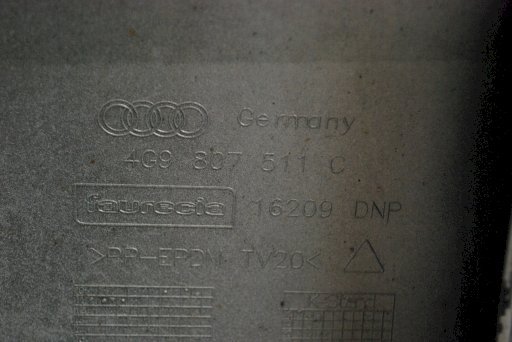 Germany
4G9 807 511 C
faurecia 16209 DNP
>PP-EPDM TV20<